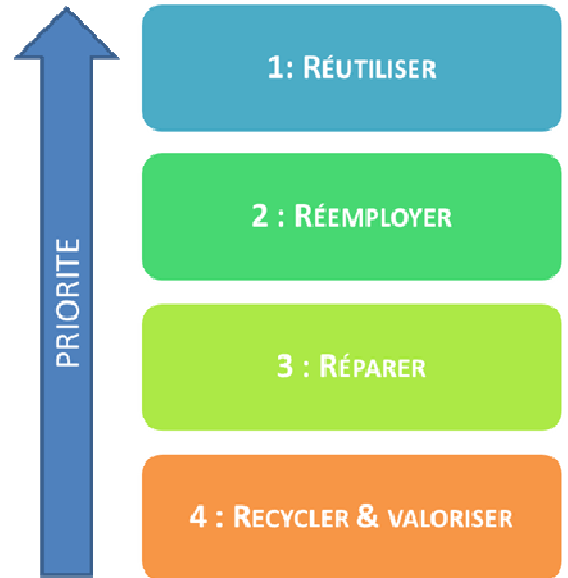 1: RÉUTILISER
2 : RÉEMPLOYER
3 : RÉPARER
4 : RECYCLER & VALORISER
PRIORITE